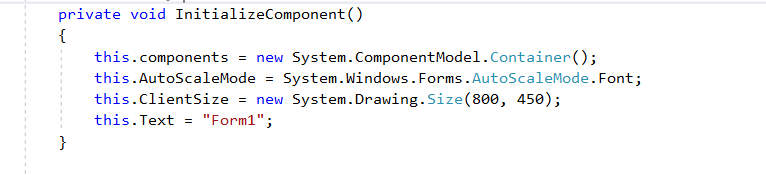 private void InitializeComponent()
{
this.components = new System.ComponentModel.Container();
this.AutoScaleMode = System.Windows.Forms.AutoScaleMode.Font;
this.ClientSize = new System.Drawing.Size(800, 450);
this.Text = "Form1";
}